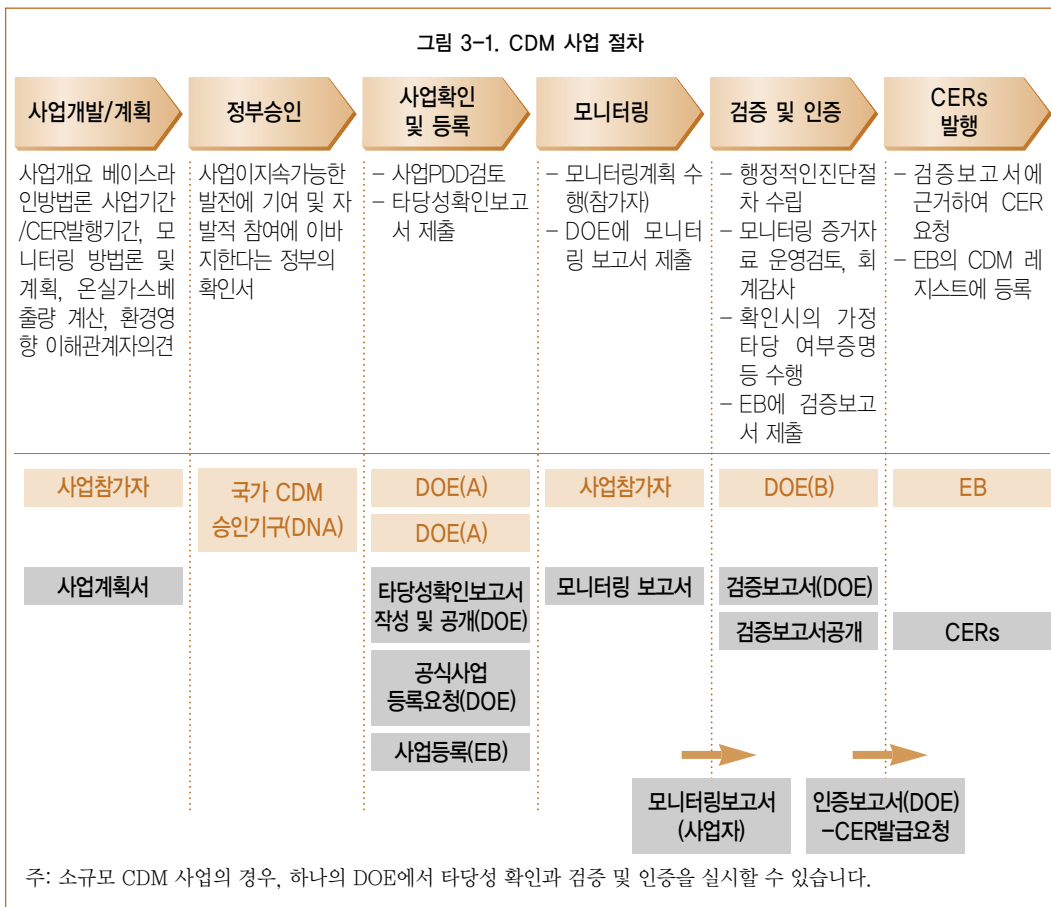 그림 3-1. CDM 사업 절차
사업개발/계획
정부승인
사업확인
및 등록
모니터링
검증 및 인증
CERs
발행
사업개요 베이스라
인방법론 사업기간
/CER발행기간, 모
니터링 방법론 및
계획, 온실가스베
출량 계산, 환경영
향 이해관계자의견
사업이지속가능한
발전에 기여 및 자
발적 참여에 이바
지한다는 정부의
확인서
- 사업PDD검토
- 타당성확인보고
서 제출
- 모니터링계획 수
행(참가자)
- DOE에 모니터
링 보고서 제출
- 행정적인진단절
차 수립
- 모니터링 증거자
료 운영검토, 회
계감사
- 확인시의 가정
타당 여부증명
등 수행
- EB에 검증보고
서 제출
- 검증보고서에
근거하여 CER
요청
- EB의 CDM 레
지스트에 등록
사업참가자
국가 CDM
승인기구(DNA)
DOE(A)
DOE(A)
사업참가자
DOE(B)
EB
사업계획서
타당성확인보고서
작성 및 공개(DOE)
공식사업
등록요청(DOE)
사업등록(EB)
모니터링 보고서
검증보고서(DOE)
검증보고서공개
CERs
모니터링보고서
(사업자)
인증보고서(DOE)
-CER발급요청
주: 소규모 CDM 사업의 경우, 하나의 DOE에서 타당성 확인과 검증 및 인증을 실시할 수 있습니다.